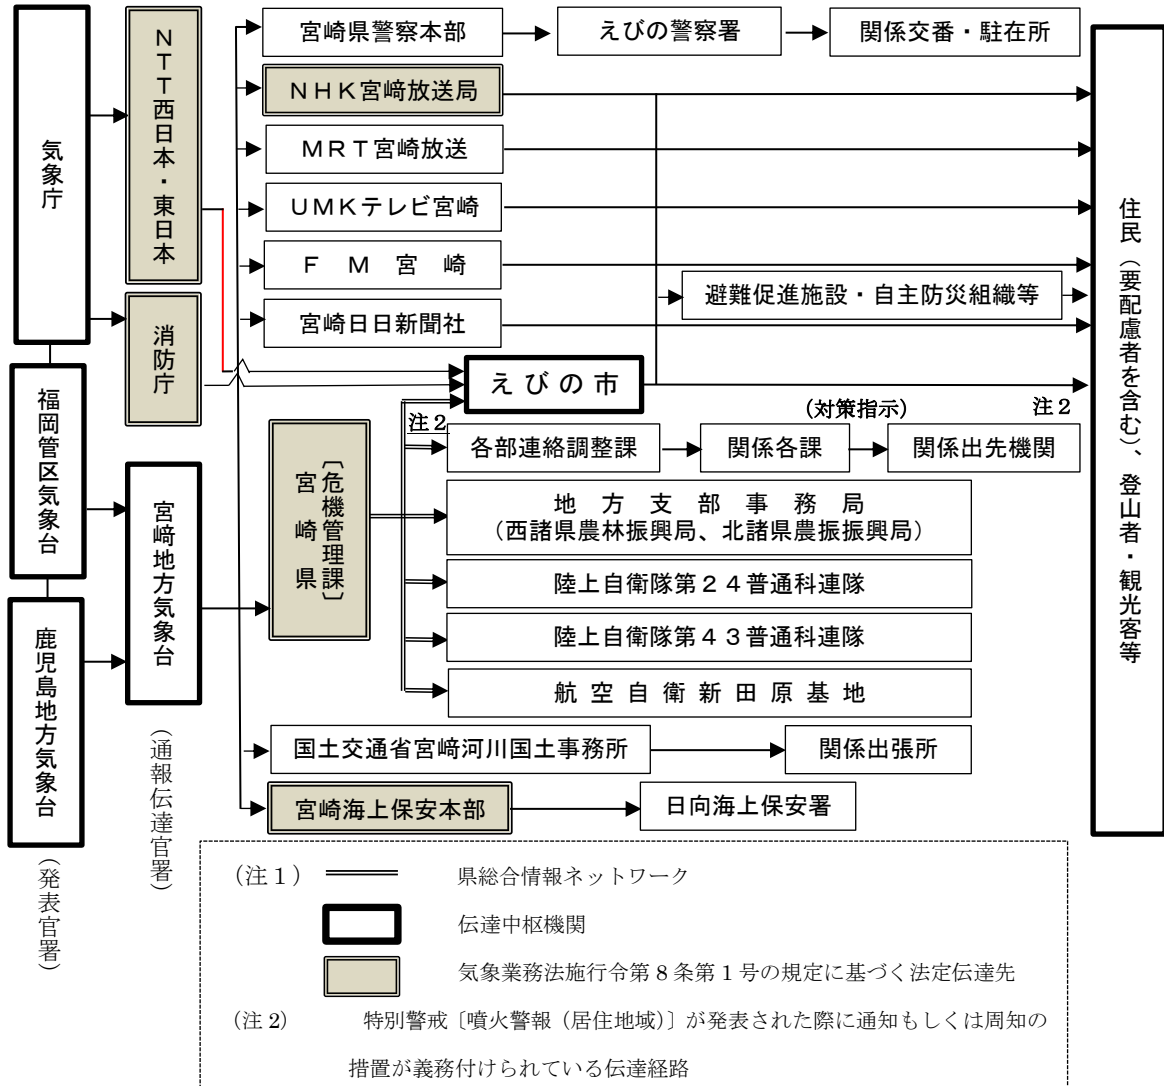 気象庁
福岡管区気象台
鹿児島地方気象台
（発表官署）
ＮＴＴ西日本・東日本
消防庁
宮﨑地方気象台
（通報伝達官署）
宮崎県警察本部
えびの警察署
関係交番・駐在所
ＮＨＫ宮﨑放送局
ＭＲＴ宮崎放送
ＵＭＫテレビ宮崎
Ｆ Ｍ 宮 崎
避難促進施設・自主防災組織等
宮崎日日新聞社
えびの市
注２
（対策指示）
注２
宮崎県
〔危機管理課〕
各部連絡調整課
関係各課
関係出先機関
地方支部事務局
（西諸県農林振興局、北諸県農振振興局）
陸上自衛隊第２４普通科連隊
陸上自衛隊第４３普通科連隊
航空自衛新田原基地
国土交通省宮﨑河川国土事務所
関係出張所
宮崎海上保安本部
日向海上保安署
住民（要配慮者を含む）、登山者・観光客等
（注１）
県総合情報ネットワーク
伝達中枢機関
気象業務法施行令第８条第１号の規定に基づく法定伝達先
（注 2） 特別警戒〔噴火警報（居住地域）〕が発表された際に通知もしくは周知の
措置が義務付けられている伝達経路